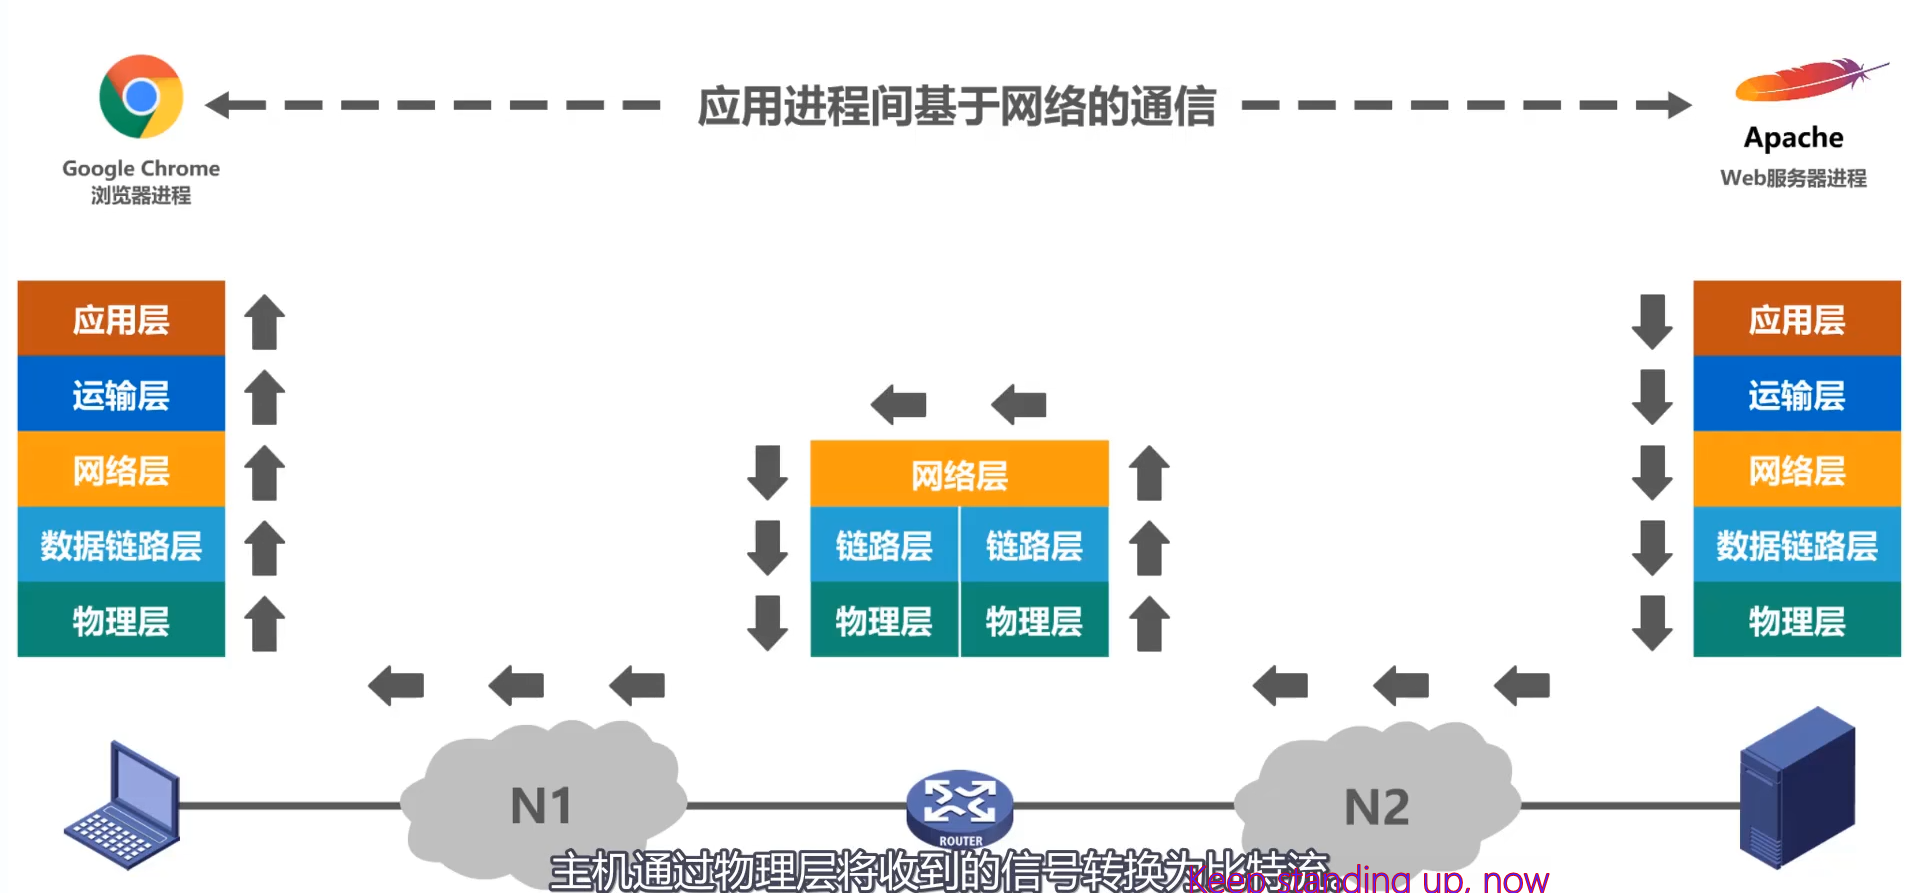 应用进程间基于网络的通信
Google Chrome
浏览器进程
Apache
Web服务器进程
应用层
运输层
网络层
数据链路层
物理层
网络层
链路层 链路层
物理层 物理层
应用层
运输层
网络层
数据链路层
物理层
N1
ROUTER
N2
主机通过物理层将收到的信号转换为比特流
Keep standing up, now